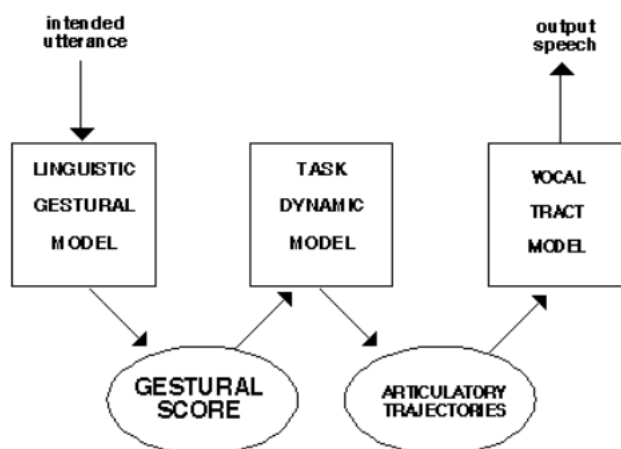 intended
utterance
output
speech
LINGUISTIC
GESTURAL
MODEL
TASK
DYNAMIC
MODEL
VOCAL
TRACT
MODEL
GESTURAL
SCORE
ARTICULATORY
TRAJECTORIES